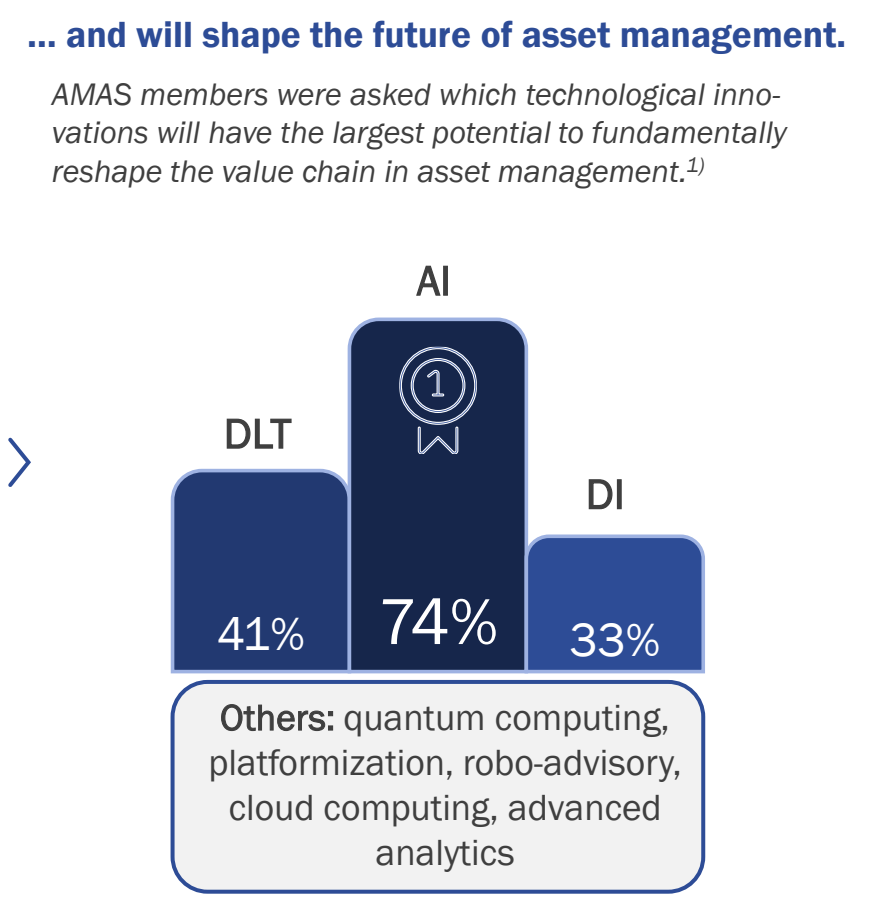 ... and will shape the future of asset management.
AMAS members were asked which technological inno-
vations will have the largest potential to fundamentally
reshape the value chain in asset management.1)
AI
1
DLT
DI
41%
74%
33%
Others: quantum computing,
platformization, robo-advisory,
cloud computing, advanced
analytics